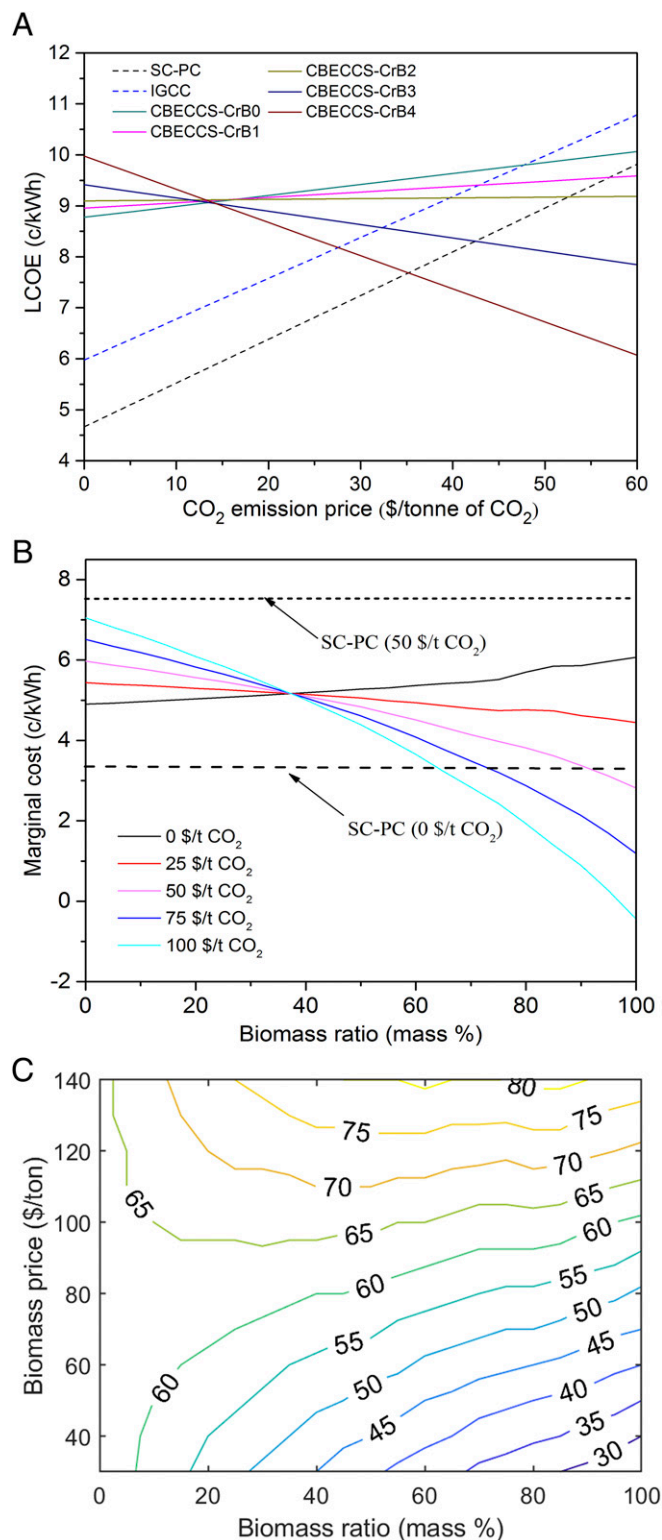 A
12
11
10
9
8
7
6
5
4
LCOE (c/kWh)
SC-PC
IGCC
CBECCS-CrB0
CBECCS-CrB1
CBECCS-CrB2
CBECCS-CrB3
CBECCS-CrB4
0 10 20 30 40 50 60
CO₂ emission price ($/tonne of CO₂)
B
8
6
4
2
0
-2
Marginal cost (c/kWh)
SC-PC (50 $/t CO₂)
SC-PC (0 $/t CO₂)
0 $/t CO₂
25 $/t CO₂
50 $/t CO₂
75 $/t CO₂
100 $/t CO₂
0 20 40 60 80 100
Biomass ratio (mass %)
C
140
120
100
80
60
40
Biomass price ($/ton)
80
75
75
70
70
65
65
65
60
60
60
55
55
50
50
45
45
40
35
30
0 20 40 60 80 100
Biomass ratio (mass %)